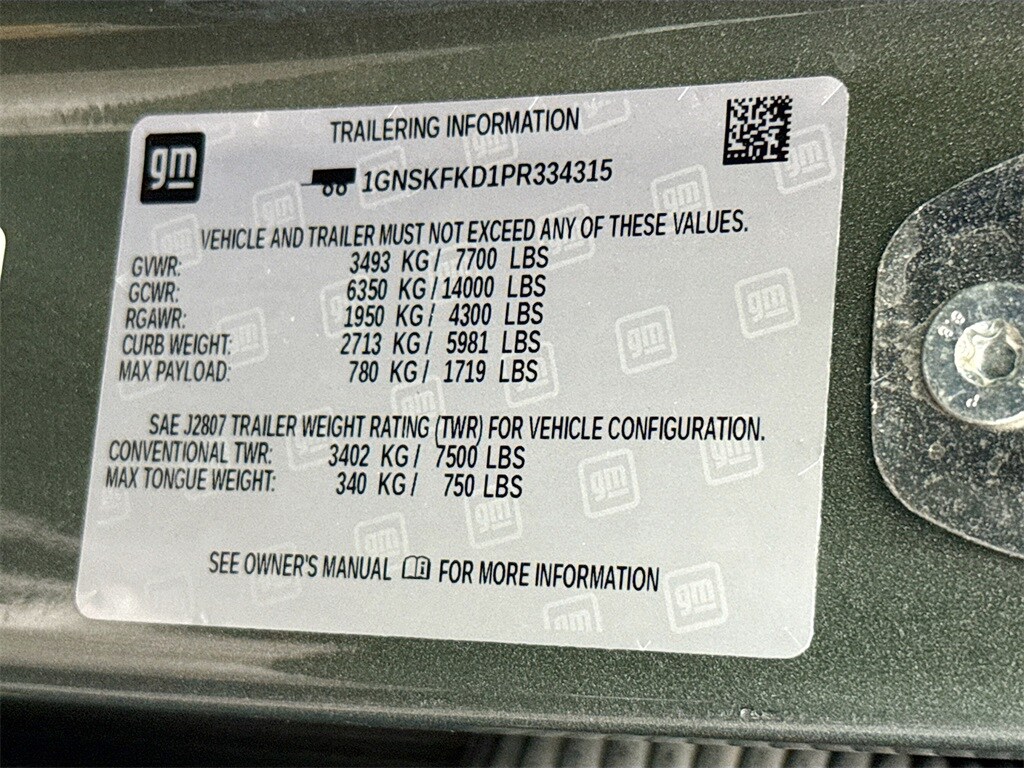 gm
TRAILERING INFORMATION
1GNSKFKD1PR334315
VEHICLE AND TRAILER MUST NOT EXCEED ANY OF THESE VALUES.
GVWR: 3493 KG / 7700 LBS
GCWR: 6350 KG / 14000 LBS
RGAWR: 1950 KG / 4300 LBS
CURB WEIGHT: 2713 KG / 5981 LBS
MAX PAYLOAD: 780 KG / 1719 LBS
SAE J2807 TRAILER WEIGHT RATING (TWR) FOR VEHICLE CONFIGURATION.
CONVENTIONAL TWR: 3402 KG / 7500 LBS
MAX TONGUE WEIGHT: 340 KG / 750 LBS
SEE OWNER'S MANUAL FOR MORE INFORMATION